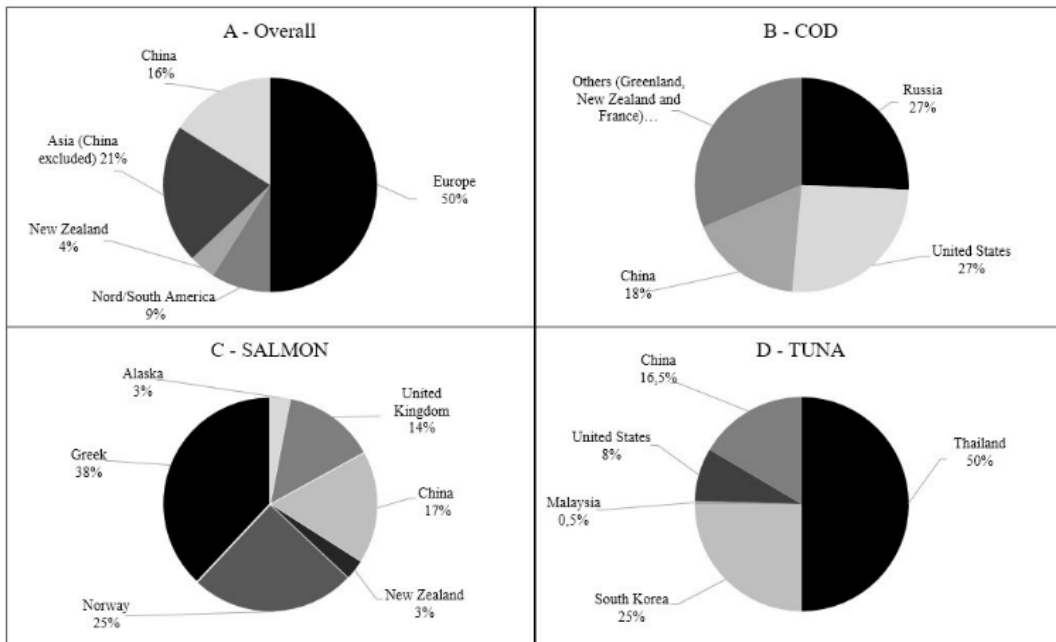 A - Overall
China
16%
Asia (China
excluded) 21%
New Zealand
4%
Nord/South America
9%
Europe
50%
B - COD
Others (Greenland,
New Zealand and
France)...
Russia
27%
China
18%
United States
27%
C - SALMON
Alaska
3%
United
Kingdom
14%
Greek
38%
China
17%
Norway
25%
New Zealand
3%
D - TUNA
China
16,5%
United States
8%
Malaysia
0,5%
South Korea
25%
Thailand
50%